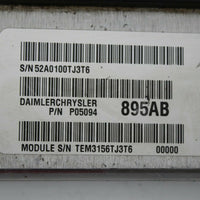 S/N 52A0100TJ3T6
DAIMLERCHRYSLER
P/N P05094 895AB
MODULE S/N TEM3156TJ3T6 00000